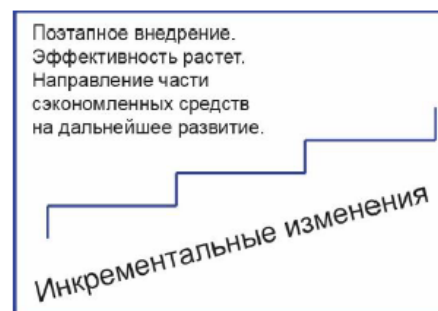 Поэтапное внедрение.
Эффективность растет.
Направление части
сэкономленных средств
на дальнейшее развитие.
Инкрементальные изменения